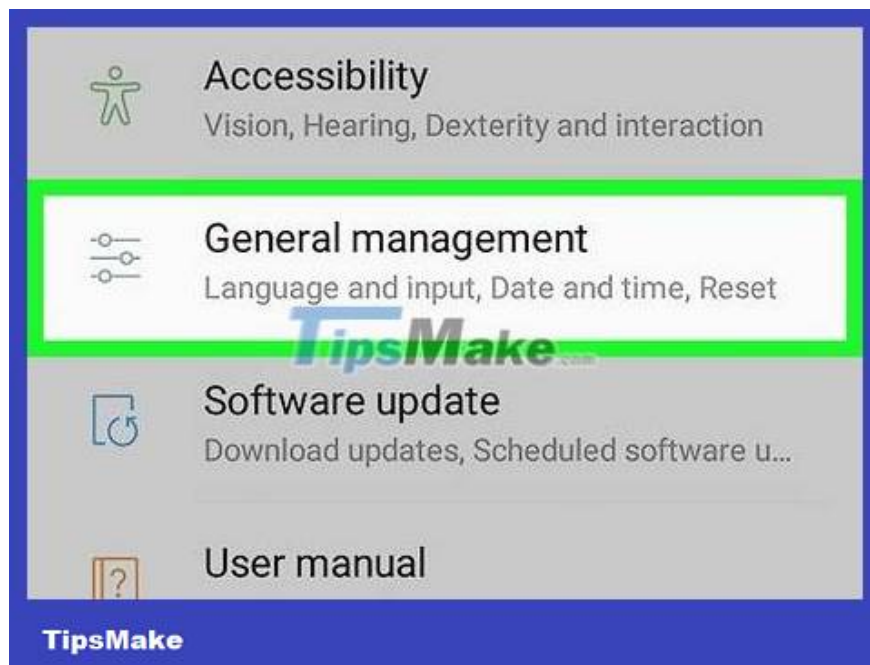 Accessibility
Vision, Hearing, Dexterity and interaction
General management
Language and input, Date and time, Reset
TipsMake.com
Software update
Download updates, Scheduled software u...
User manual
TipsMake